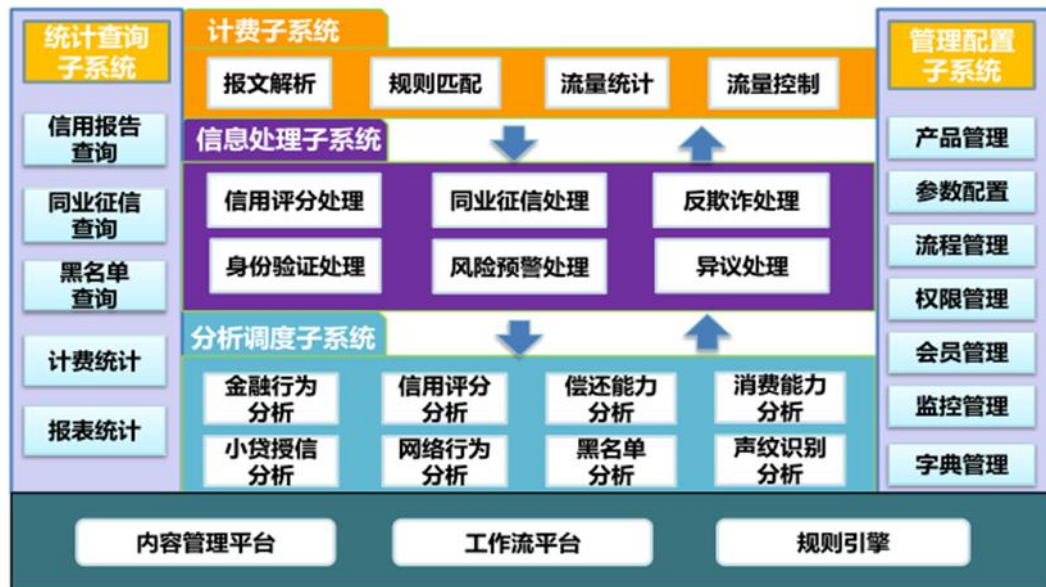 统计查询
子系统
信用报告
查询
同业征信
查询
黑名单
查询
计费统计
报表统计
计费子系统
报文解析
规则匹配
流量统计
流量控制
信息处理子系统
信用评分处理
同业征信处理
反欺诈处理
身份验证处理
风险预警处理
异议处理
分析调度子系统
金融行为
分析
信用评分
分析
偿还能力
分析
消费能力
分析
小贷授信
分析
网络行为
分析
黑名单
分析
声纹识别
分析
管理配置
子系统
产品管理
参数配置
流程管理
权限管理
会员管理
监控管理
字典管理
内容管理平台
工作流平台
规则引擎